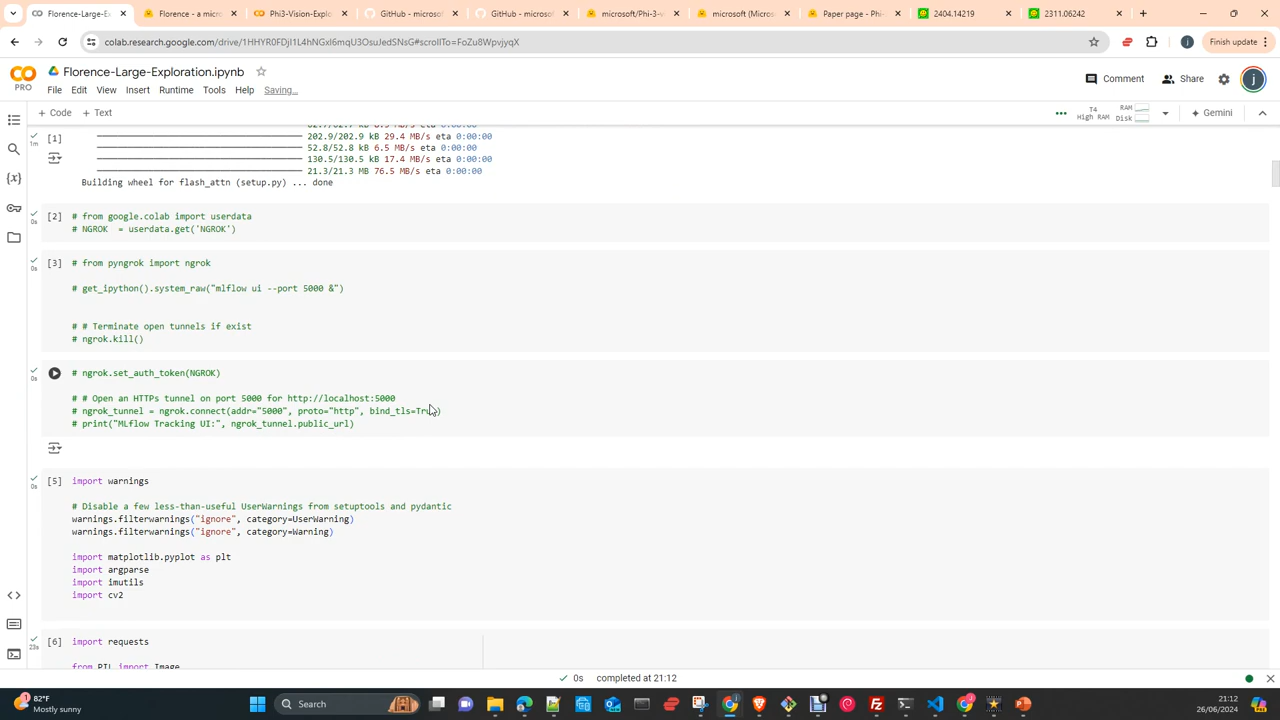 Florence-Large-Ex
Florence - a micro
Phi3-Vision-Explo
GitHub - microsof
GitHub - microsof
microsoft/Phi-3-v
microsoft (Micros
Paper page - Phi-
2404.14219
2311.06242
colab.research.google.com/drive/1HHYR0FDjI1L4hNGxI6mqU3OsuJedSNsG#scrollTo=FoZu8WpvjyqX
j
Finish update
PRO
Florence-Large-Exploration.ipynb
Comment
Share
j
File Edit View Insert Runtime Tools Help Saving...
+ Code + Text
T4
High RAM
RAM
Disk
Gemini
[1]
1m
202.9/202.9 kB 29.4 MB/s eta 0:00:00
52.8/52.8 kB 6.5 MB/s eta 0:00:00
130.5/130.5 kB 17.4 MB/s eta 0:00:00
21.3/21.3 MB 76.5 MB/s eta 0:00:00
Building wheel for flash_attn (setup.py) ... done
[2] # from google.colab import userdata
0s
# NGROK  = userdata.get('NGROK')
[3] # from pyngrok import ngrok
0s
# get_ipython().system_raw("mlflow ui --port 5000 &")
# # Terminate open tunnels if exist
# ngrok.kill()
# ngrok.set_auth_token(NGROK)
0s
# # Open an HTTPs tunnel on port 5000 for http://localhost:5000
# ngrok_tunnel = ngrok.connect(addr="5000", proto="http", bind_tls=True)
# print("MLflow Tracking UI:", ngrok_tunnel.public_url)
[5] import warnings
0s
# Disable a few less-than-useful UserWarnings from setuptools and pydantic
warnings.filterwarnings("ignore", category=UserWarning)
warnings.filterwarnings("ignore", category=Warning)
import matplotlib.pyplot as plt
import argparse
import imutils
import cv2
[6] import requests
23s
from PIL import Image
0s completed at 21:12
82°F
Mostly sunny
Search
21:12
26/06/2024